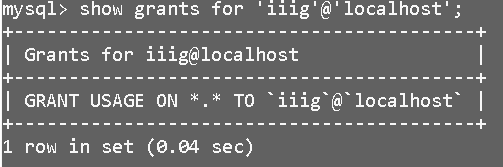 mysql> show grants for 'iiig'@'localhost';
+------------------------------------------+
| Grants for iiig@localhost                |
+------------------------------------------+
| GRANT USAGE ON *.* TO `iiig`@`localhost` |
+------------------------------------------+
1 row in set (0.04 sec)